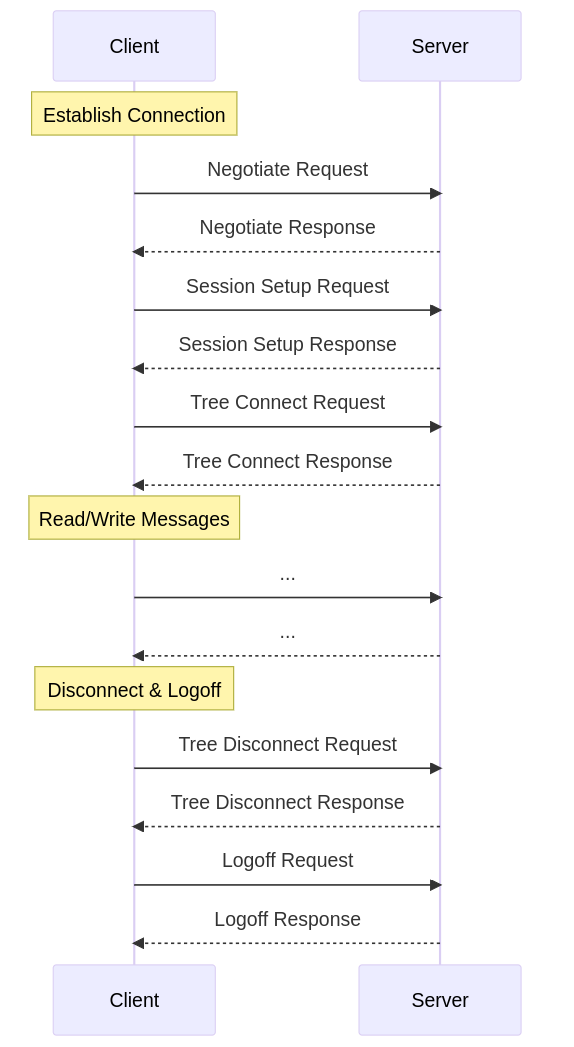 Client
Server
Establish Connection
Negotiate Request
Negotiate Response
Session Setup Request
Session Setup Response
Tree Connect Request
Tree Connect Response
Read/Write Messages
...
...
Disconnect & Logoff
Tree Disconnect Request
Tree Disconnect Response
Logoff Request
Logoff Response
Client
Server